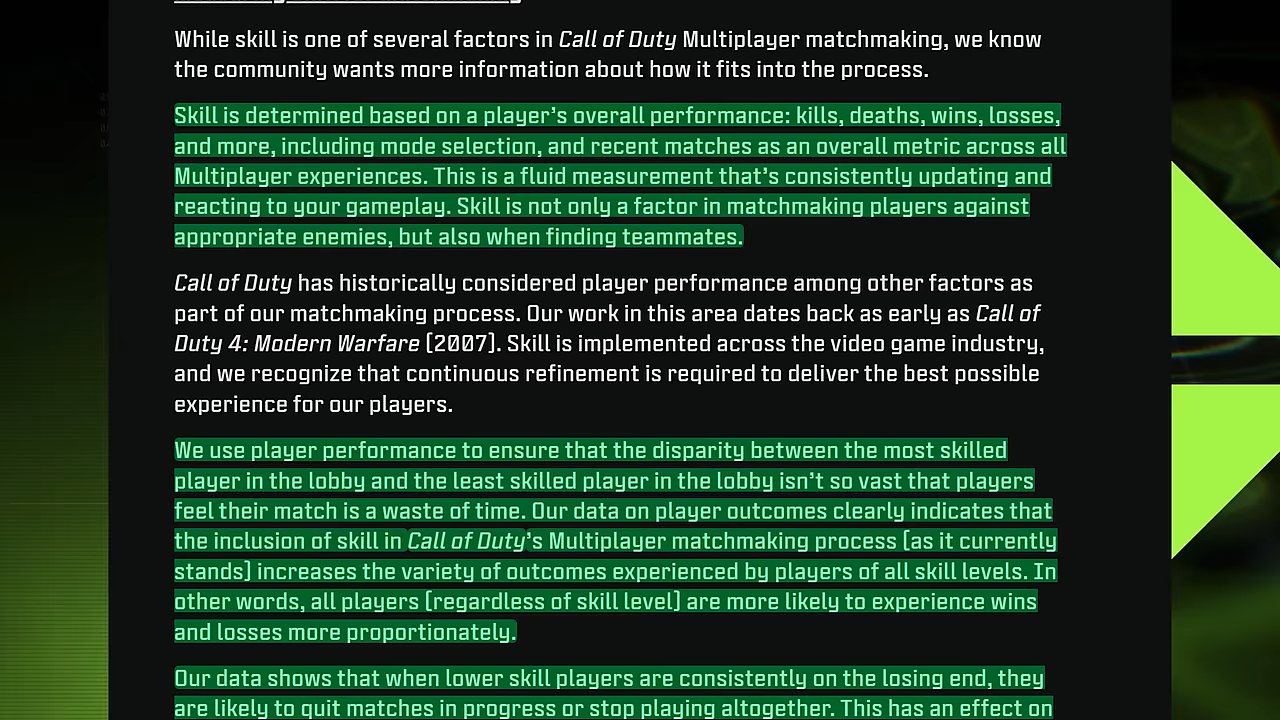 While skill is one of several factors in Call of Duty Multiplayer matchmaking, we know
the community wants more information about how it fits into the process.
Skill is determined based on a player’s overall performance: kills, deaths, wins, losses,
and more, including mode selection, and recent matches as an overall metric across all
Multiplayer experiences. This is a fluid measurement that’s consistently updating and
reacting to your gameplay. Skill is not only a factor in matchmaking players against
appropriate enemies, but also when finding teammates.
Call of Duty has historically considered player performance among other factors as
part of our matchmaking process. Our work in this area dates back as early as Call of
Duty 4: Modern Warfare (2007). Skill is implemented across the video game industry,
and we recognize that continuous refinement is required to deliver the best possible
experience for our players.
We use player performance to ensure that the disparity between the most skilled
player in the lobby and the least skilled player in the lobby isn’t so vast that players
feel their match is a waste of time. Our data on player outcomes clearly indicates that
the inclusion of skill in Call of Duty’s Multiplayer matchmaking process (as it currently
stands) increases the variety of outcomes experienced by players of all skill levels. In
other words, all players (regardless of skill level) are more likely to experience wins
and losses more proportionately.
Our data shows that when lower skill players are consistently on the losing end, they
are likely to quit matches in progress or stop playing altogether. This has an effect on